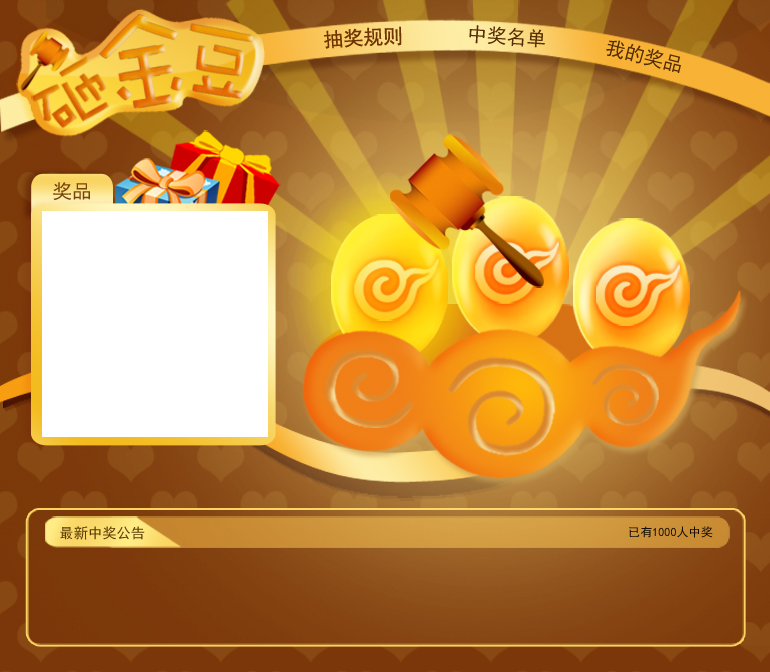 砸金豆
抽奖规则
中奖名单
我的奖品
奖品
最新中奖公告
已有1000人中奖